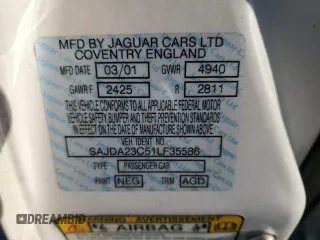 MFD BY JAGUAR CARS LTD
COVENTRY ENGLAND
MFD DATE 03/01 GVWR 4940
GAWR F 2425 R 2811
THIS VEHICLE CONFORMS TO ALL APPLICABLE FEDERAL MOTOR
VEHICLE SAFETY BUMPER AND THEFT PREVENTION STANDARDS
IN EFFECT ON THE DATE OF MANUFACTURE SHOWN ABOVE
VEH IDENT No
SAJDA23C51LF35586
TYPE PASSENGER CAR
PAINT NEG TRIM AGD
WARNING AVERTISSEMENT
AIRBAG
DREAMBID